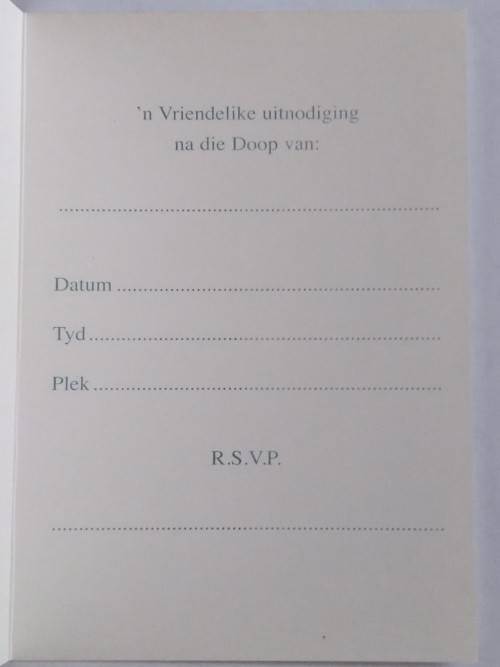 'n Vriendelike uitnodiging
na die Doop van:
................................................................
Datum ......................................................
Tyd...........................................................
Plek..........................................................
R.S.V.P.
..................................................................